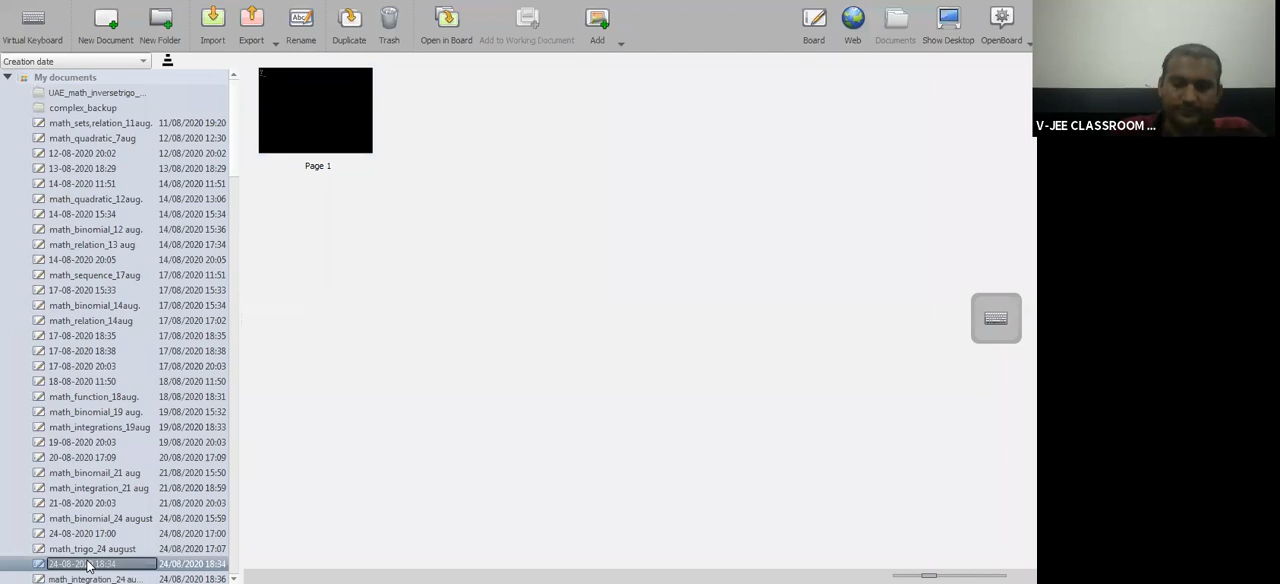 Virtual Keyboard New Document New Folder Import Export Rename Duplicate Trash Open in Board Add to Working Document Add Board Web Documents Show Desktop OpenBoard
Creation date
My documents
UAE_math_inversetrigo_...
complex_backup
math_sets,relation_11aug. 11/08/2020 19:20
math_quadratic_7aug 12/08/2020 12:30
12-08-2020 20:02 12/08/2020 20:02
13-08-2020 18:29 13/08/2020 18:29
14-08-2020 11:51 14/08/2020 11:51
math_quadratic_12aug. 14/08/2020 13:06
14-08-2020 15:34 14/08/2020 15:34
math_binomial_12 aug. 14/08/2020 15:36
math_relation_13 aug 14/08/2020 17:34
14-08-2020 20:05 14/08/2020 20:05
math_sequence_17aug 17/08/2020 11:51
17-08-2020 15:33 17/08/2020 15:33
math_binomial_14aug. 17/08/2020 15:34
math_relation_14aug 17/08/2020 17:02
17-08-2020 18:35 17/08/2020 18:35
17-08-2020 18:38 17/08/2020 18:38
17-08-2020 20:03 17/08/2020 20:03
18-08-2020 11:50 18/08/2020 11:50
math_function_18aug. 18/08/2020 18:31
math_binomial_19 aug. 19/08/2020 15:32
math_integrations_19aug 19/08/2020 18:33
19-08-2020 20:03 19/08/2020 20:03
20-08-2020 17:09 20/08/2020 17:09
math_binomail_21 aug 21/08/2020 15:50
math_integration_21 aug 21/08/2020 18:59
21-08-2020 20:03 21/08/2020 20:03
math_binomial_24 august 24/08/2020 15:59
24-08-2020 17:00 24/08/2020 17:00
math_trigo_24 august 24/08/2020 17:07
24-08-2020 18:34 24/08/2020 18:34
math_integration_24 au... 24/08/2020 18:36
Page 1
V-JEE CLASSROOM ...